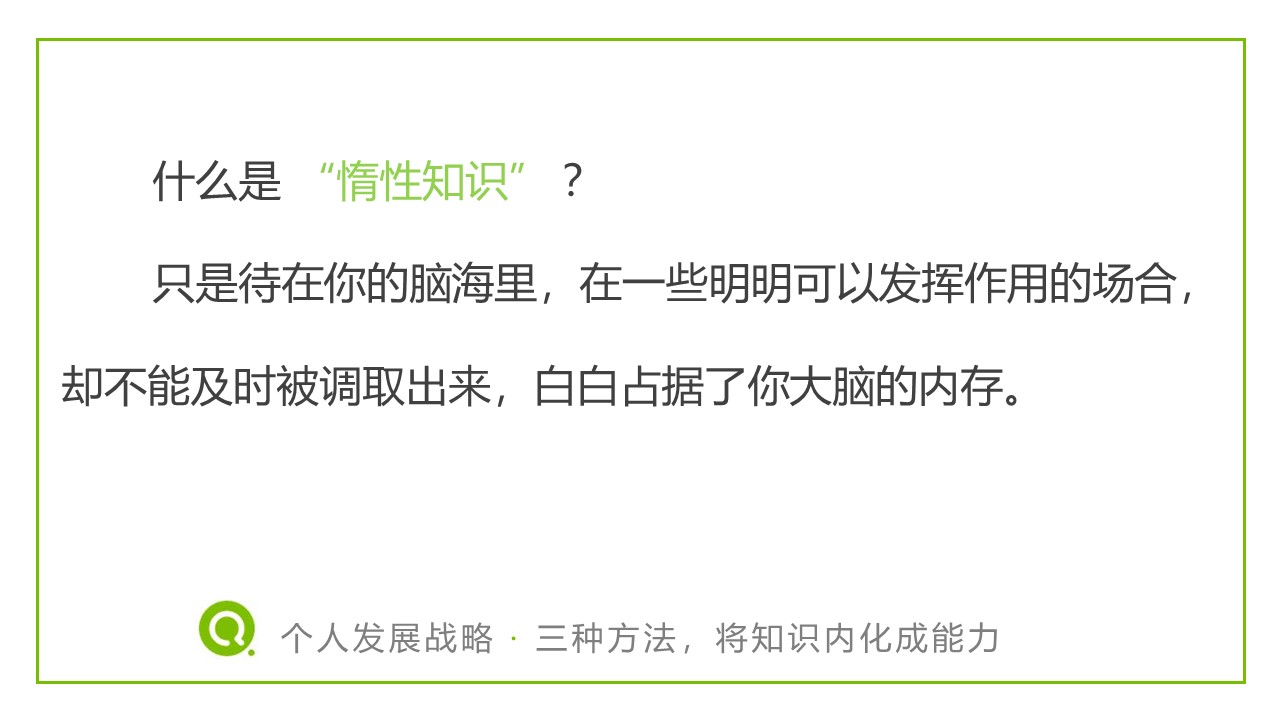 什么是 “惰性知识” ？
只是待在你的脑海里，在一些明明可以发挥作用的场合，
却不能及时被调取出来，白白占据了你大脑的内存。
个人发展战略 · 三种方法，将知识内化成能力